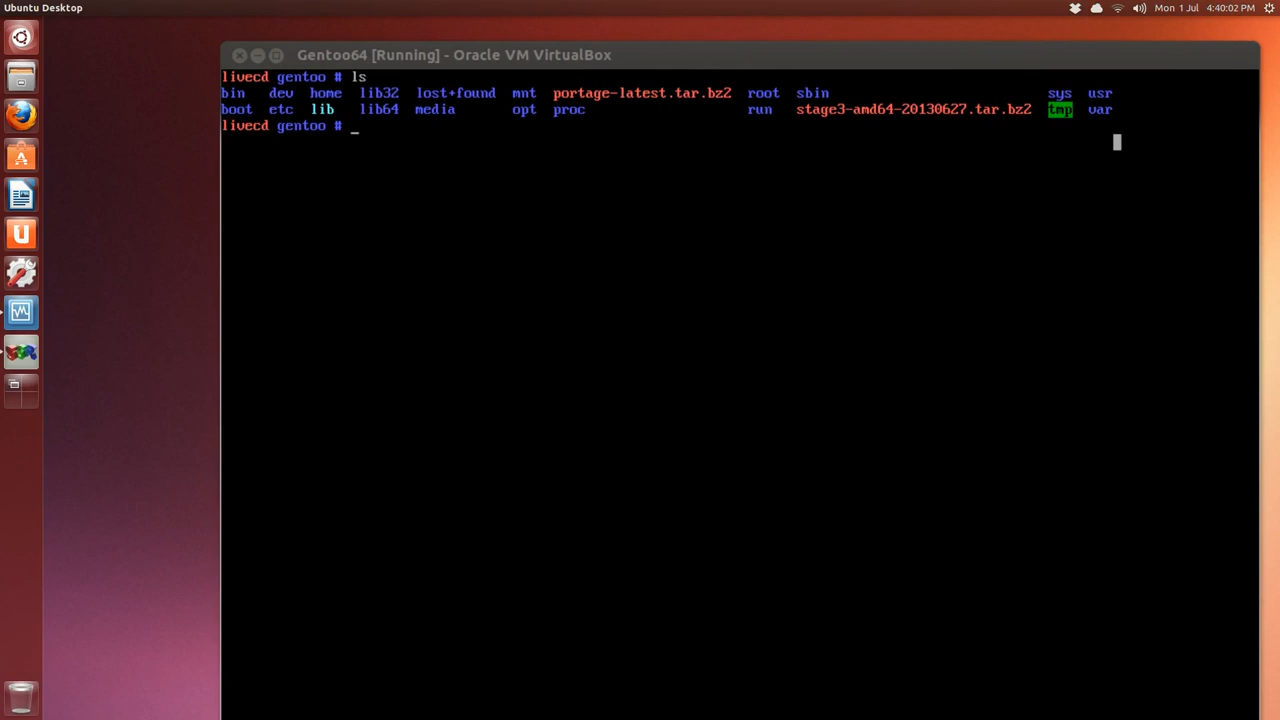 Ubuntu Desktop Mon 1 Jul 4:40:02 PM
Gentoo64 [Running] - Oracle VM VirtualBox
livecd gentoo # ls
bin dev home lib32 lost+found mnt portage-latest.tar.bz2 root sbin sys usr
boot etc lib lib64 media opt proc run stage3-amd64-20130627.tar.bz2 tmp var
livecd gentoo # _